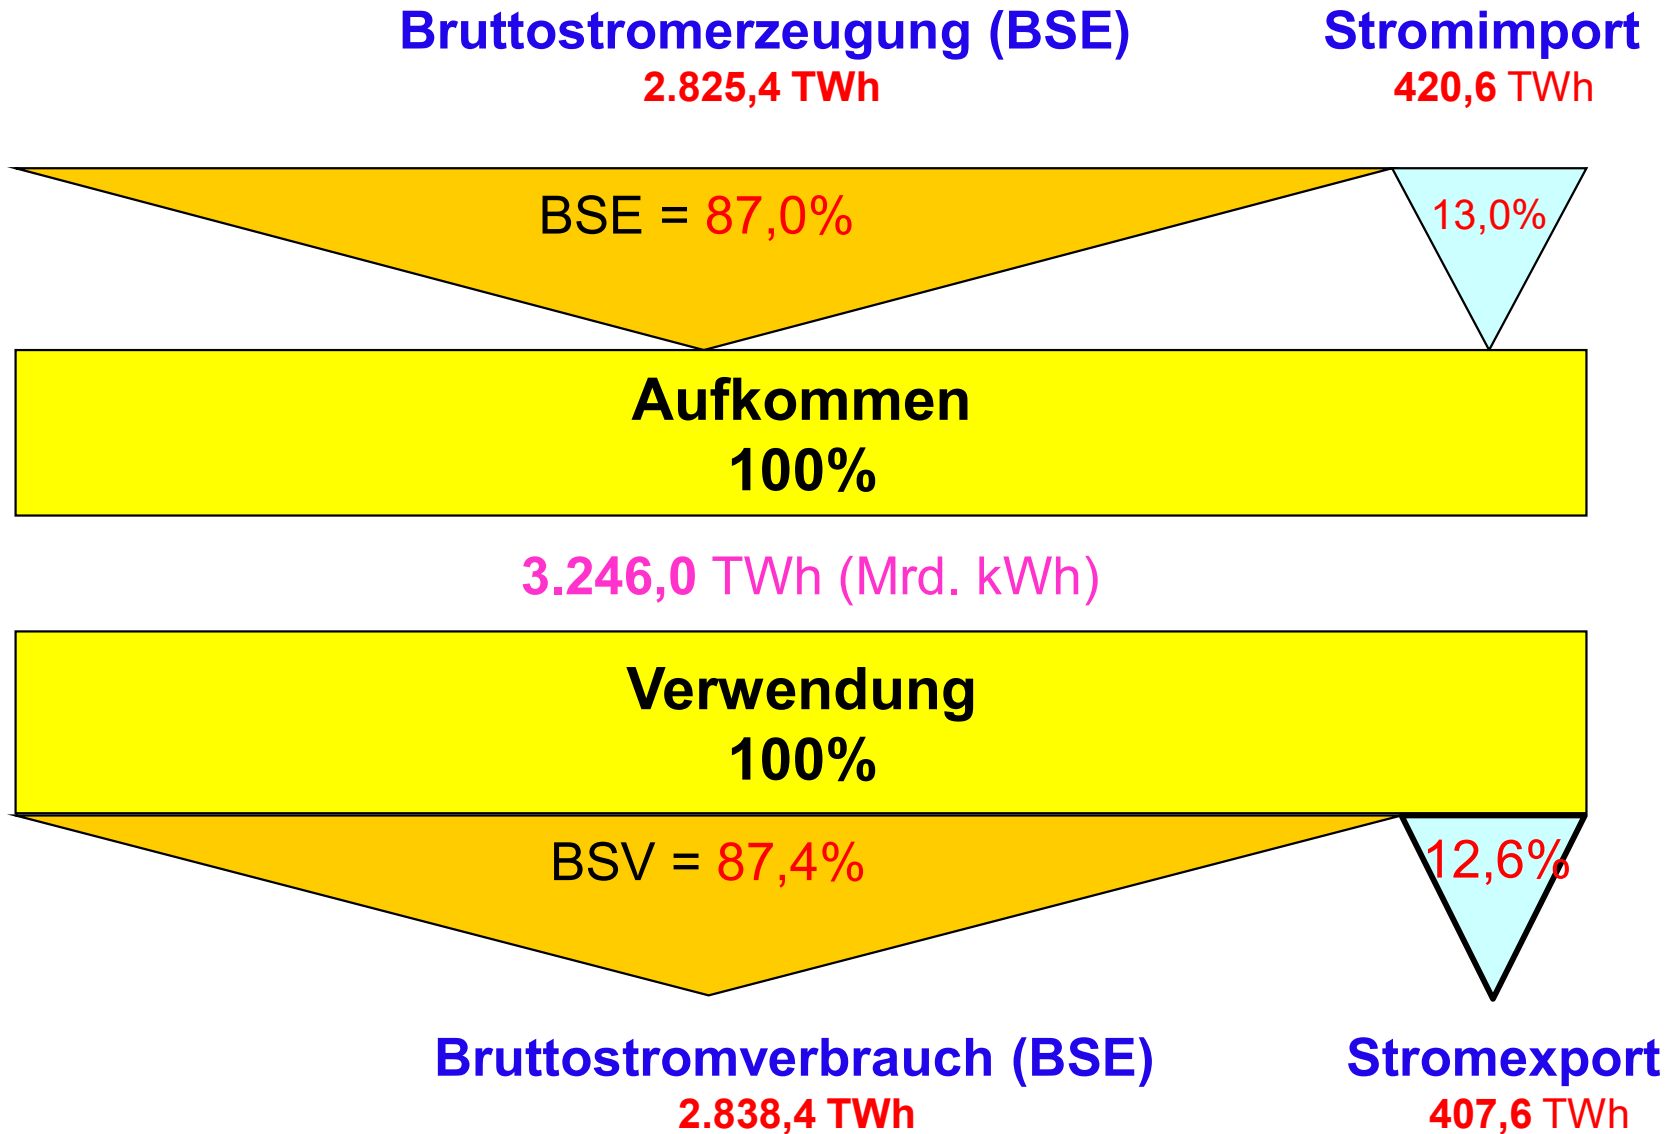 Bruttostromerzeugung (BSE)
Stromimport
2.825,4 TWh
420,6 TWh
BSE = 87,0%
13,0%
Aufkommen
100%
3.246,0 TWh (Mrd. kWh)
Verwendung
100%
BSV = 87,4%
12,6%
Bruttostromverbrauch (BSE)
Stromexport
2.838,4 TWh
407,6 TWh